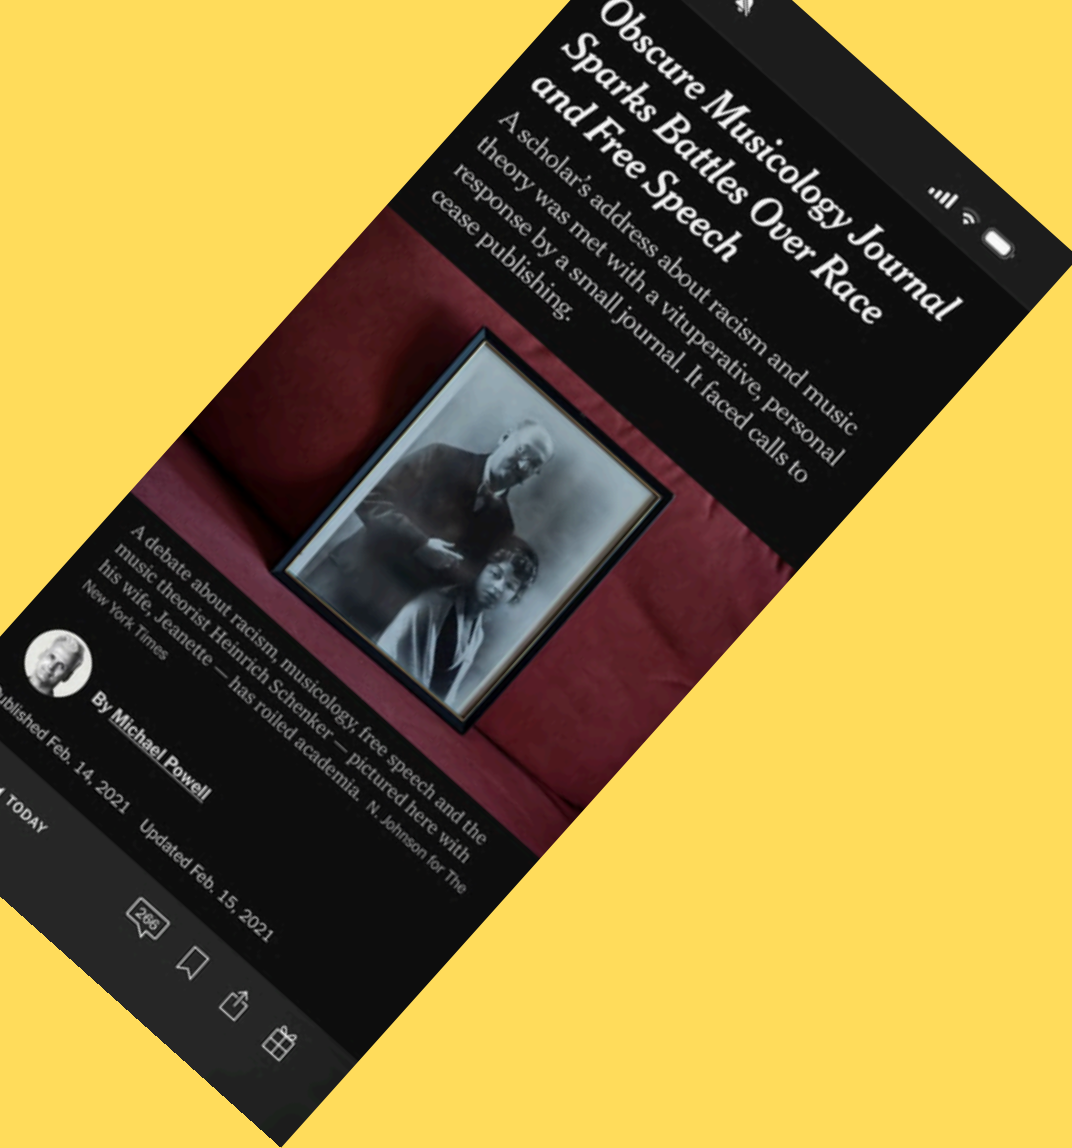 Obscure Musicology Journal
Sparks Battles Over Race
and Free Speech
A scholar's address about racism and music
theory was met with a vituperative, personal
response by a small journal. It faced calls to
cease publishing.
A debate about racism, musicology, free speech and the
music theorist Heinrich Schenker — pictured here with
his wife, Jeanette — has roiled academia. N. Johnson for The
New York Times
By Michael Powell
ublished Feb. 14, 2021 Updated Feb. 15, 2021
TODAY
266